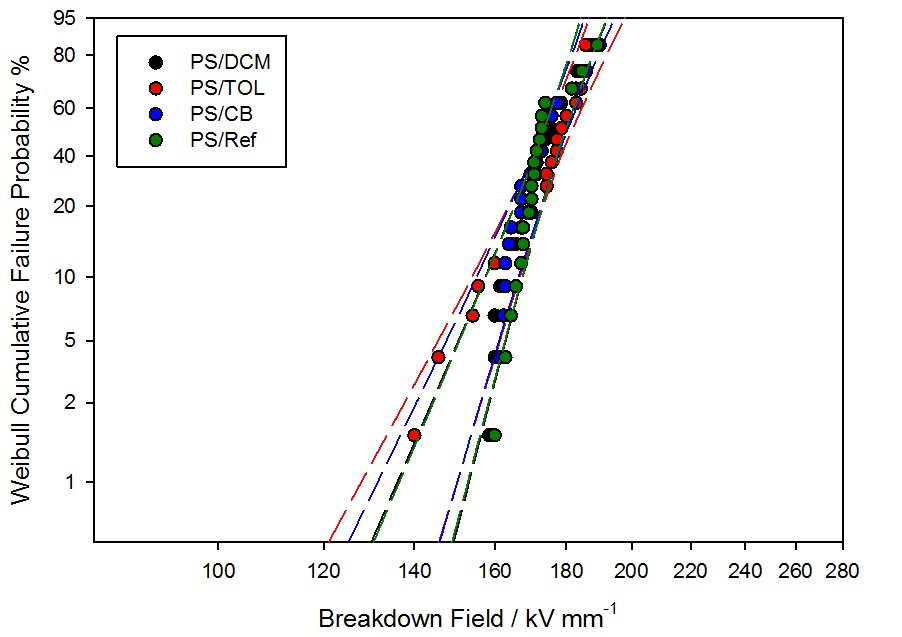 95
80
60
40
20
10
5
2
1
Weibull Cumulative Failure Probability %
PS/DCM
PS/TOL
PS/CB
PS/Ref
100 120 140 160 180 200 220 240 260 280
Breakdown Field / kV mm⁻¹